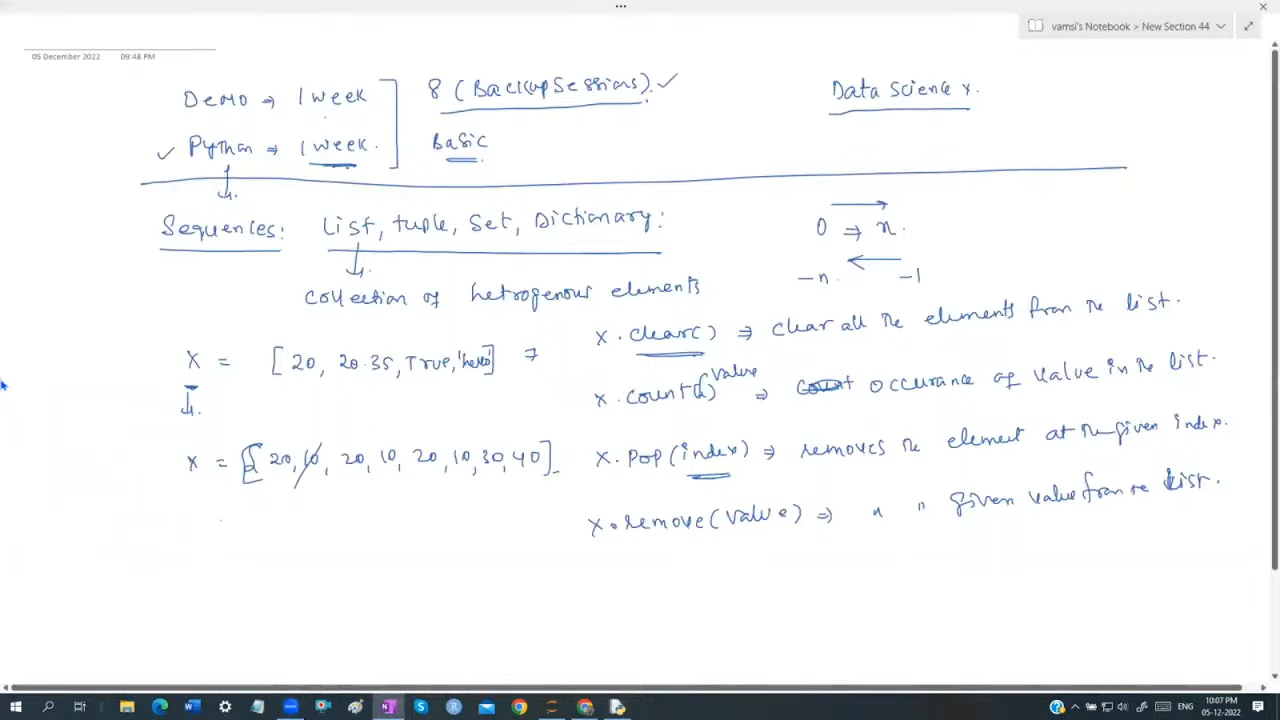 vamsi's Notebook > New Section 44
05 December 2022 09:48 PM
Demo ⇒ 1 week 8 (Backup Sessions). ✓ Data Science x.
✓ Python ⇒ 1 week. Basic
Sequences: List, tuple, Set, Dictionary: 0 ⇒ n.
-n -1
collection of hetrogenous elements
x.clear() ⇒ clear all the elements from the list.
x = [20, 20.35, True, 'hello']
x.count() value ⇒ occurance of value in the list.
x = [20, 10, 20, 10, 20, 10, 30, 40] x.pop(index) ⇒ removes the element at the given index.
x.remove(value) ⇒ " " given value from the list.
ENG 10:07 PM
05-12-2022